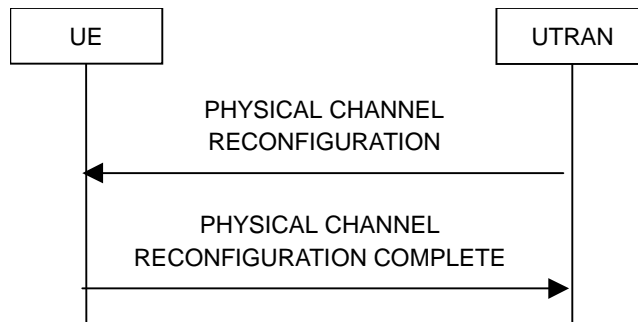 UE
UTRAN
PHYSICAL CHANNEL
RECONFIGURATION
PHYSICAL CHANNEL
RECONFIGURATION COMPLETE